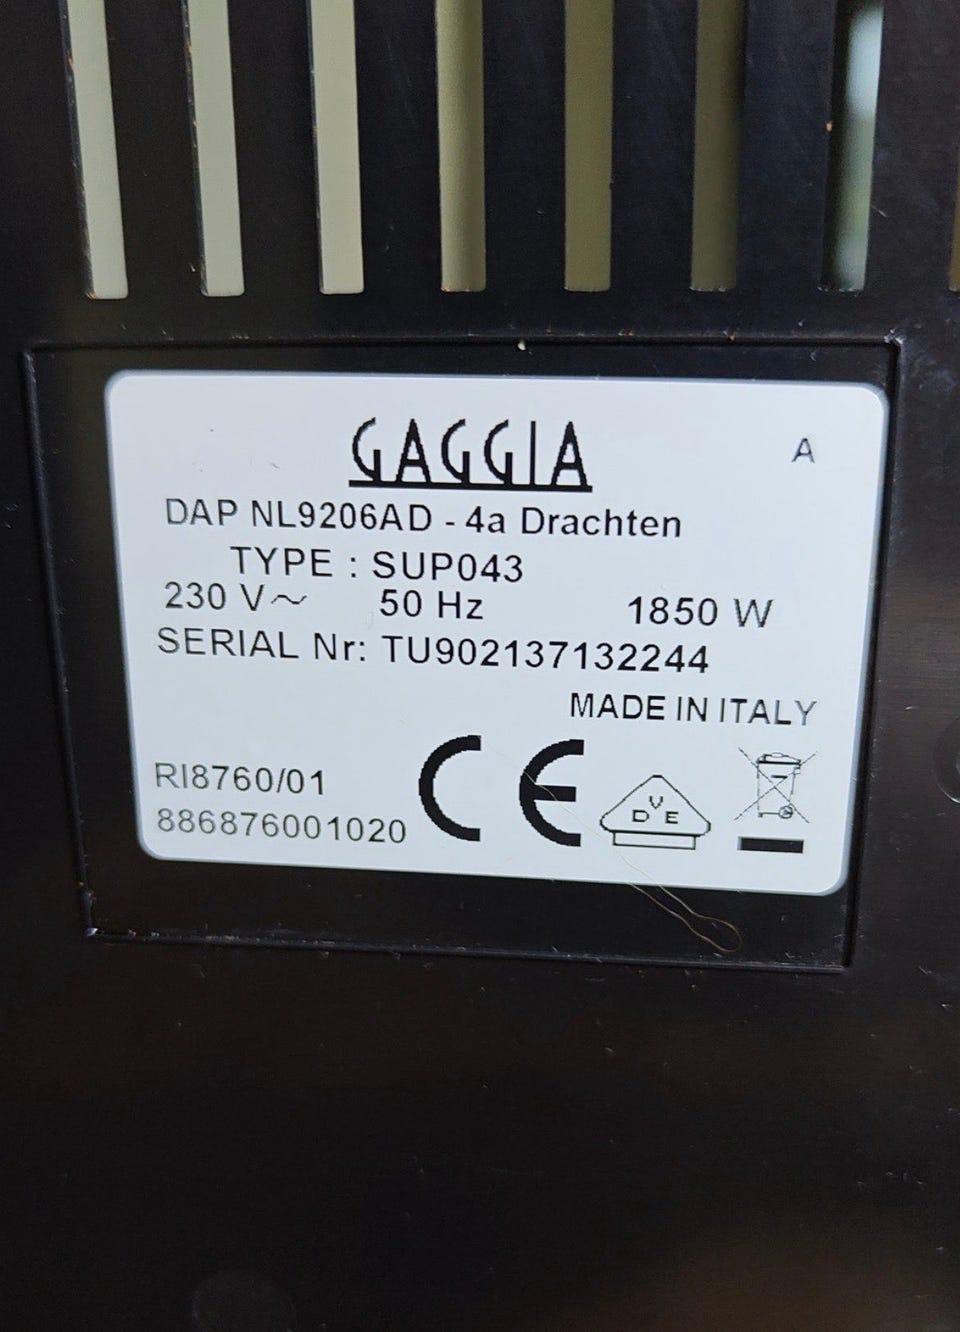 GAGGIA
A
DAP NL9206AD - 4a Drachten
TYPE : SUP043
230 V~ 50 Hz 1850 W
SERIAL Nr: TU902137132244
MADE IN ITALY
RI8760/01
886876001020
CE
DVE